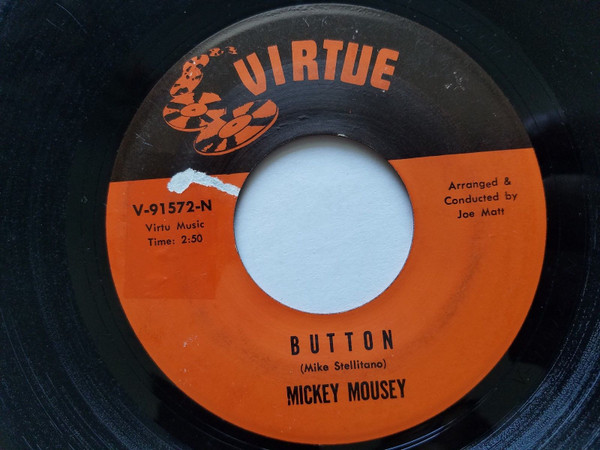 VIRTUE
V-91572-N
Virtu Music
Time: 2:50
Arranged &
Conducted by
Joe Matt
BUTTON
(Mike Stellitano)
MICKEY MOUSEY